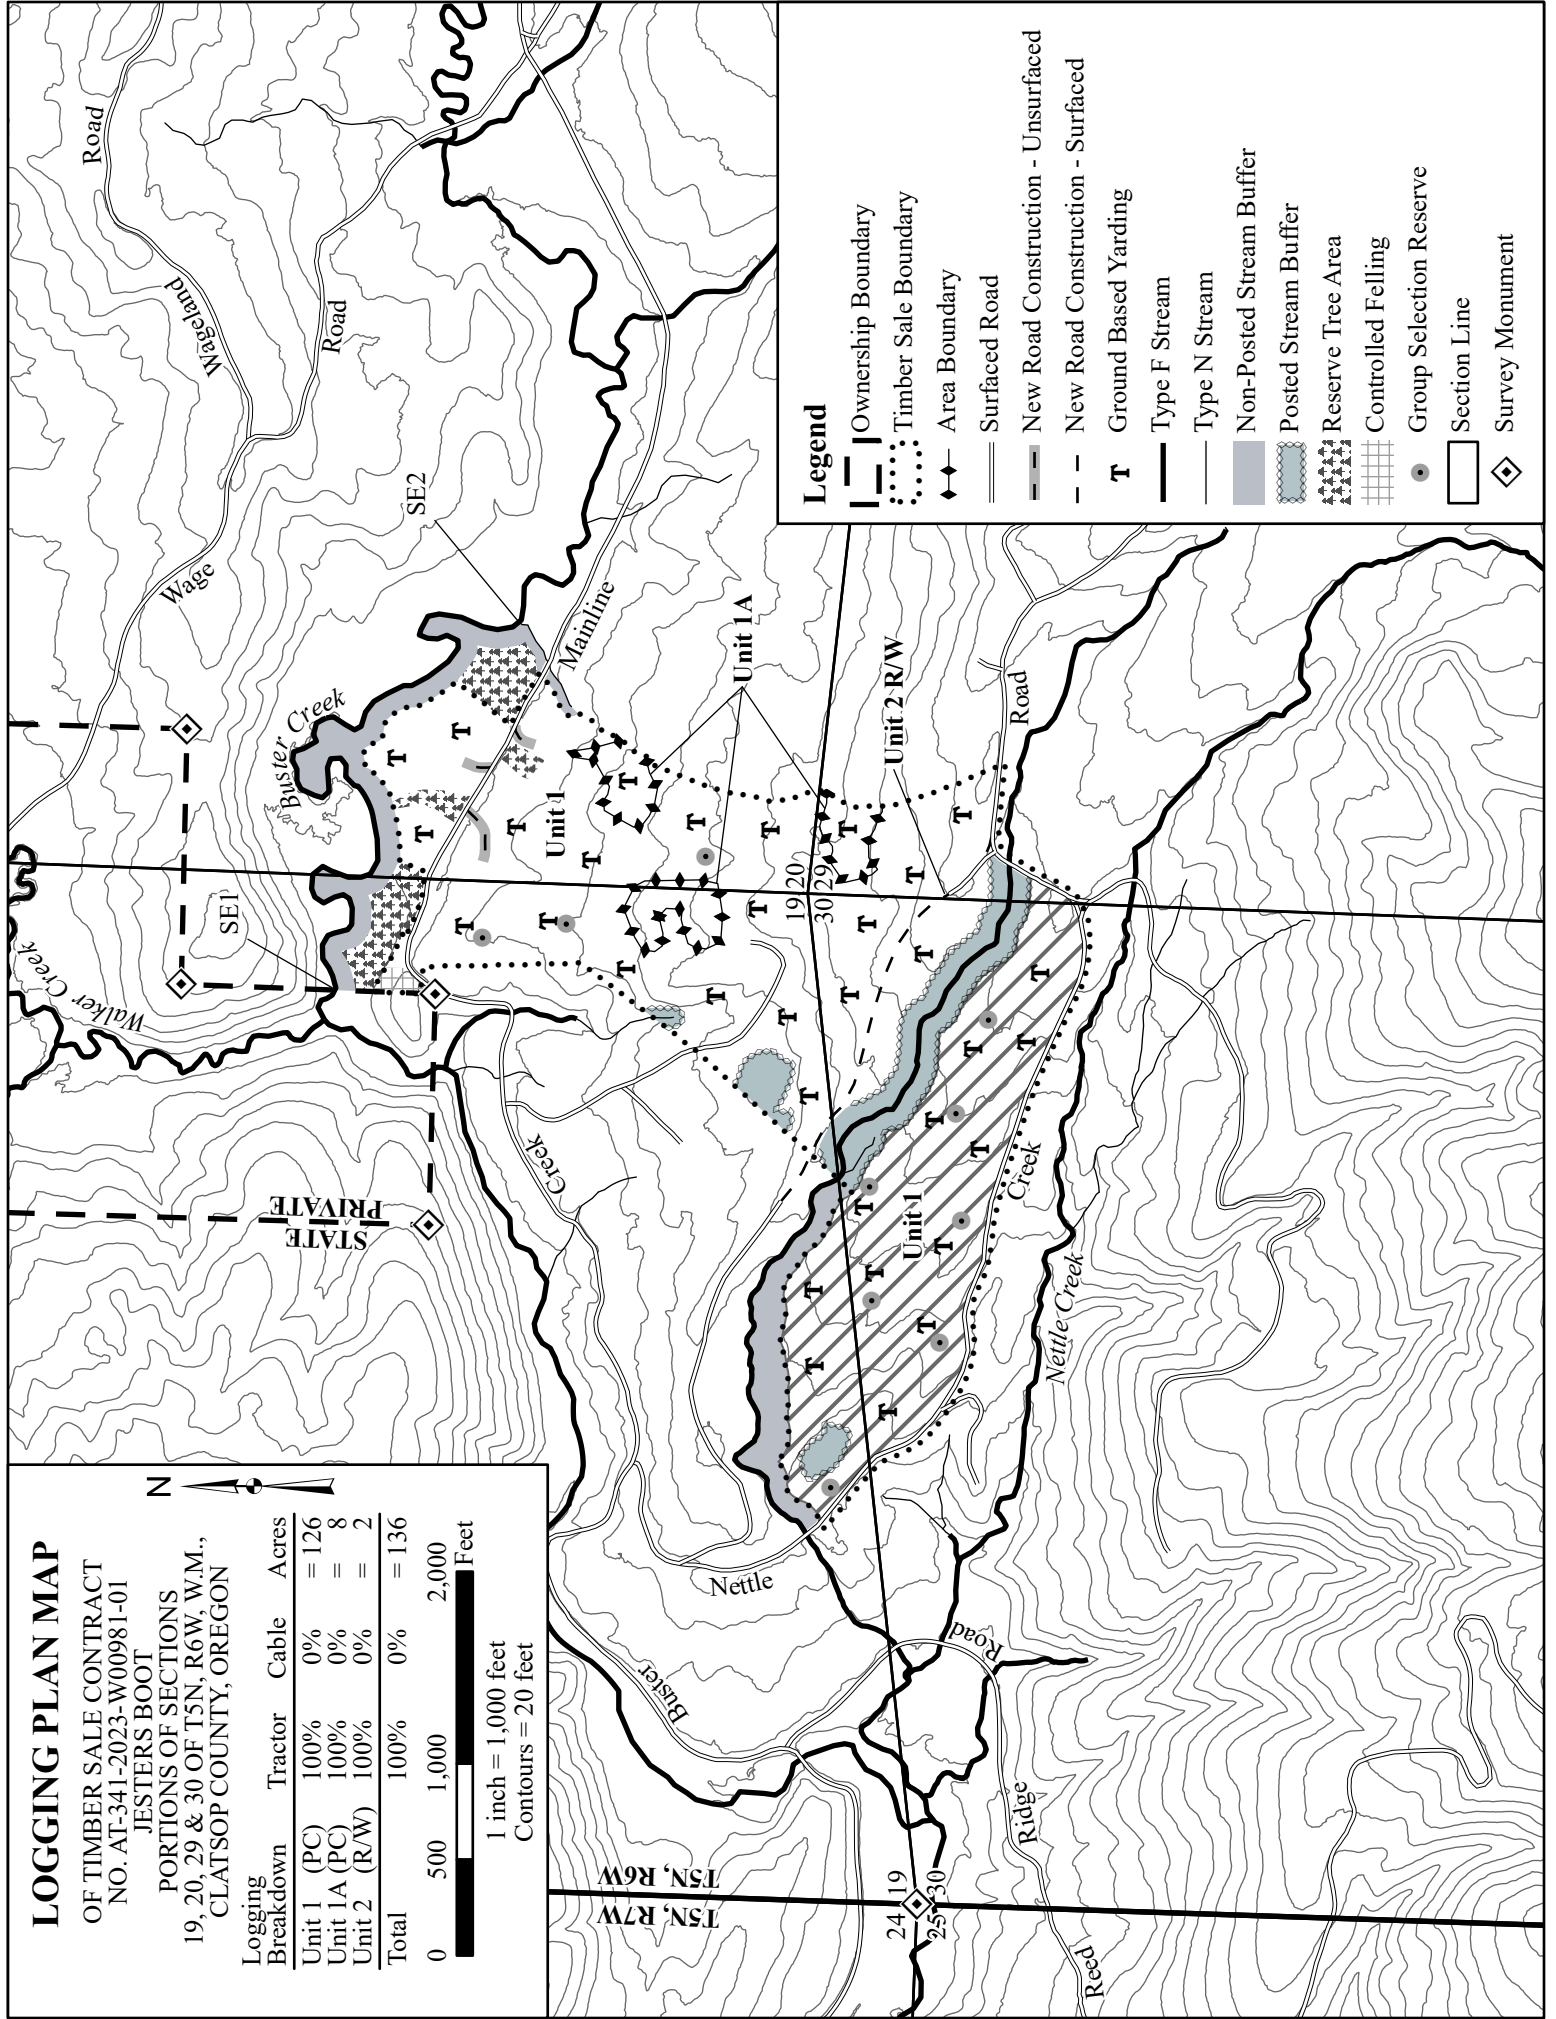 LOGGING PLAN MAP
OF TIMBER SALE CONTRACT
NO. AT-341-2023-W00981-01
JESTERS BOOT
PORTIONS OF SECTIONS
19, 20, 29 & 30 OF T5N, R6W, W.M.,
CLATSOP COUNTY, OREGON
Logging
Breakdown Tractor Cable Acres
Unit 1 (PC) 100% 0% = 126
Unit 1A (PC) 100% 0% = 8
Unit 2 (R/W) 100% 0% = 2
Total 100% 0% = 136
0 500 1,000 2,000
Feet
1 inch = 1,000 feet
Contours = 20 feet
N
STATE
PRIVATE
Walker Creek
SE1
Buster Creek
Wage
Road
Wageland
Road
SE2
Mainline
Unit 1
Unit 1A
Creek
19 20
30 29
Unit 2 R/W
Road
Unit 1
Creek
Nettle Creek
Nettle
Buster
Road
Ridge
Reed
T5N, R7W
T5N, R6W
24 19
25 30
Legend
Ownership Boundary
Timber Sale Boundary
Area Boundary
Surfaced Road
New Road Construction - Unsurfaced
New Road Construction - Surfaced
T Ground Based Yarding
Type F Stream
Type N Stream
Non-Posted Stream Buffer
Posted Stream Buffer
Reserve Tree Area
Controlled Felling
Group Selection Reserve
Section Line
Survey Monument